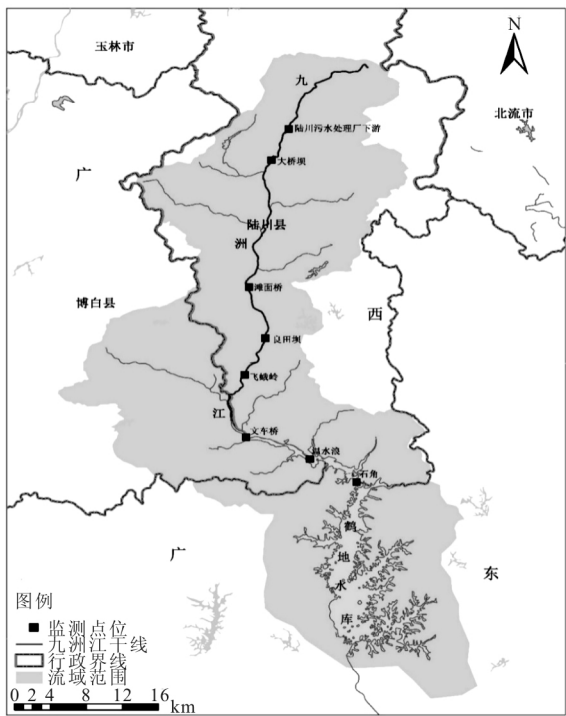 N
玉林市
九
北流市
陆川污水处理厂下游
大桥坝
广
陆川县
洲
滩面桥
博白县
西
良田坝
飞蛾岭
江
文车桥
温水浪
石角
鹤
地
水
库
广
东
图例
监测点位
九洲江干线
行政界线
流域范围
0 2 4 8 12 16
km